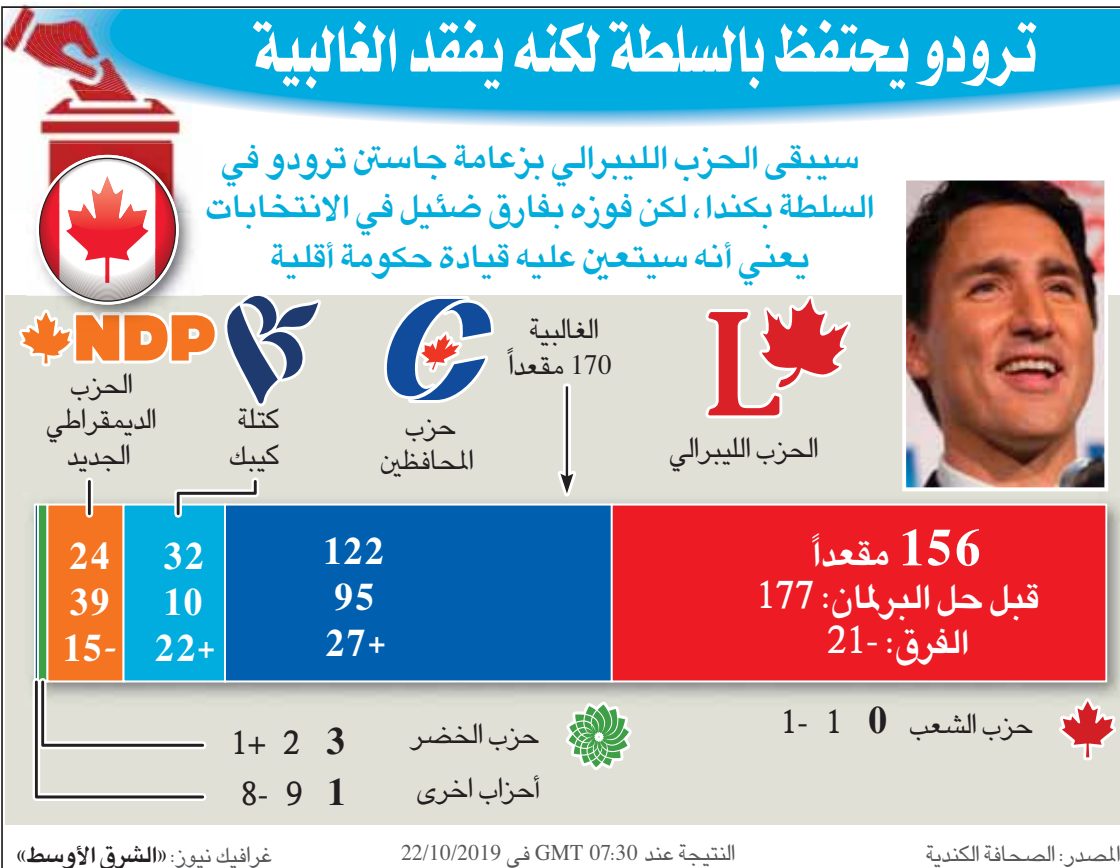 ترودو يحتفظ بالسلطة لكنه يفقد الغالبية
سيبقى الحزب الليبرالي بزعامة جاستن ترودو في
السلطة بكندا، لكن فوزه بفارق ضئيل في الانتخابات
يعني أنه سيتعين عليه قيادة حكومة أقلية
L
الحزب الليبرالي
الغالبية
170 مقعداً
C
حزب
المحافظين
كتلة
كيبك
NDP
الحزب
الديمقراطي
الجديد
156 مقعداً
قبل حل البرلمان: 177
الفرق: -21
122
95
27+
32
10
22+
24
39
15-
حزب الشعب 0 1 1-
حزب الخضر 3 2 1+
أحزاب اخرى 1 9 8-
المصدر: الصحافة الكندية
النتيجة عند 07:30 GMT في 22/10/2019
غرافيك نيوز: «الشرق الأوسط»